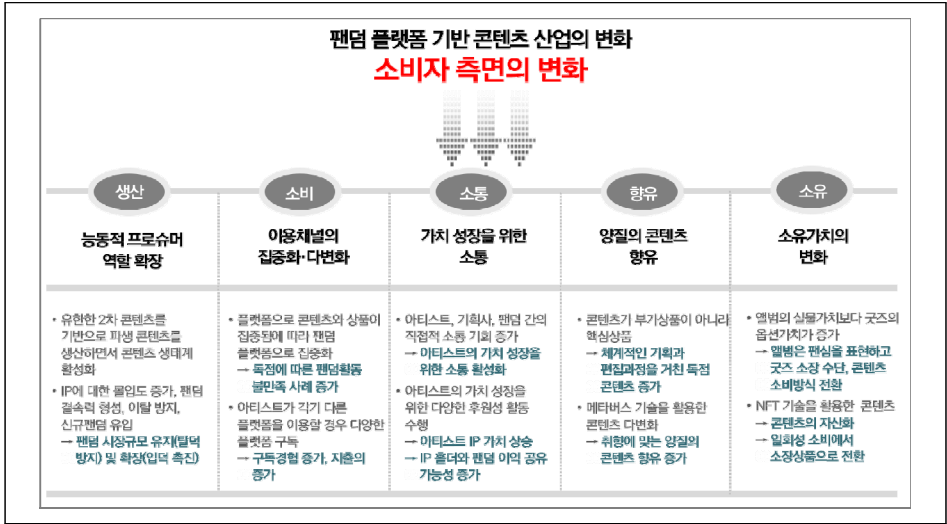 팬덤 플랫폼 기반 콘텐츠 산업의 변화
소비자 측면의 변화
생산
능동적 프로슈머
역할 확장
• 유한한 2차 콘텐츠를
기반으로 파생 콘텐츠를
생산하면서 콘텐츠 생태계
활성화
• IP에 대한 몰입도 증가, 팬덤
결속력 형성, 이탈 방지,
신규팬덤 유입
→ 팬덤 시장규모 유지(탈덕
방지) 및 확장(입덕 촉진)
소비
이용채널의
집중화·다변화
• 플랫폼으로 콘텐츠와 상품이
집중됨에 따라 팬덤
플랫폼으로 집중화
→ 독점에 따른 팬덤활동
불만족 사례 증가
• 아티스트가 각기 다른
플랫폼을 이용할 경우 다양한
플랫폼 구독
→ 구독경험 증가, 지출의
증가
소통
가치 성장을 위한
소통
• 아티스트, 기획사, 팬덤 간의
직접적 소통 기회 증가
→ 아티스트의 가치 성장을
위한 소통 활성화
• 아티스트의 가치 성장을
위한 다양한 후원성 활동
수행
→ 아티스트 IP 가치 상승
→ IP 홀더와 팬덤 이익 공유
가능성 증가
향유
양질의 콘텐츠
향유
• 콘텐츠가 부가상품이 아니라
핵심상품
→ 체계적인 기획과
편집과정을 거친 독점
콘텐츠 증가
• 메타버스 기술을 활용한
콘텐츠 다변화
→ 취향에 맞는 양질의
콘텐츠 향유 증가
소유
소유가치의
변화
• 앨범의 실물가치보다 굿즈의
옵션가치가 증가
→ 앨범은 팬심을 표현하고
굿즈 소장 수단, 콘텐츠
소비방식 전환
• NFT 기술을 활용한 콘텐츠
→ 콘텐츠의 자산화
→ 일회성 소비에서
소장상품으로 전환